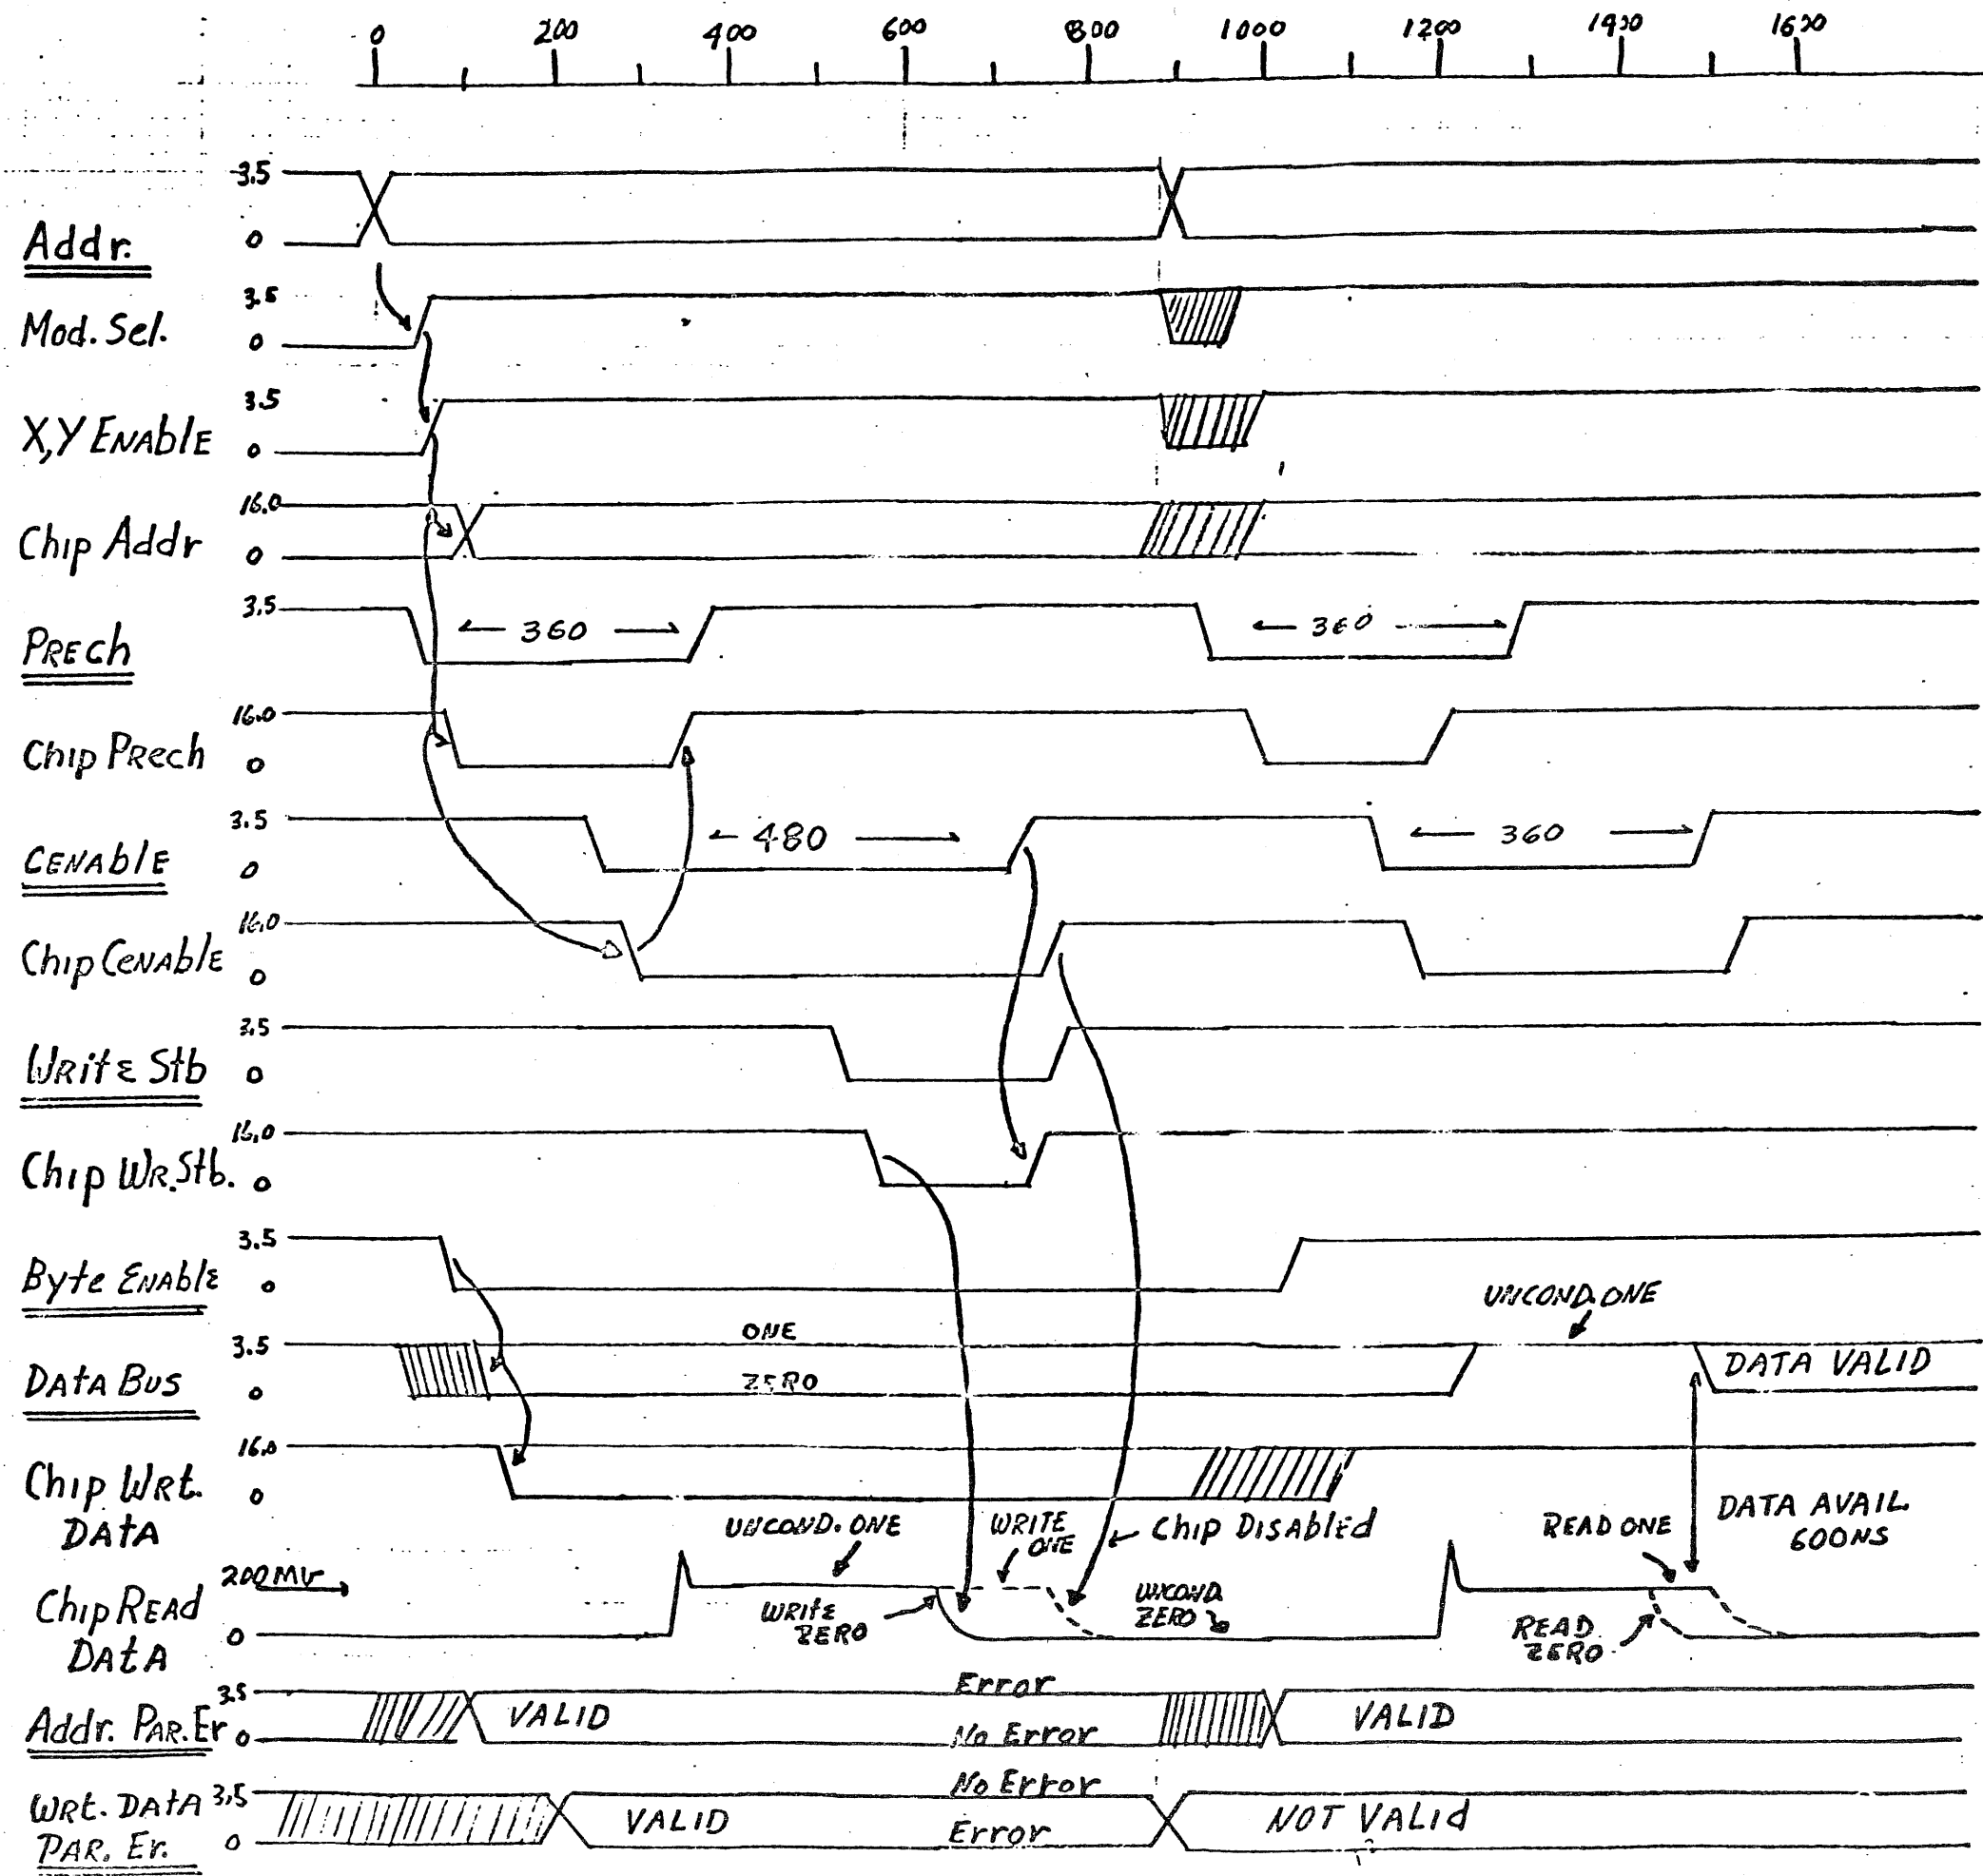 0 200 400 600 800 1000 1200 1400 1600
3.5
Addr.
0
3.5
Mod. Sel.
0
3.5
X,Y ENABLE
0
16.0
Chip Addr
0
3.5
← 360 →
← 360 →
PRECh
16.0
Chip PRech
0
3.5
← 480 →
← 360 →
CENABLE
0
16.0
Chip CENABLE
0
3.5
WRITE Stb
0
16.0
Chip WR.Stb.
0
3.5
Byte ENABLE
0
UNCOND. ONE
3.5
ONE
DATA VALID
DATA BUS
0
ZERO
16.0
Chip WRt.
0
DATA
UNCOND. ONE
WRITE
ONE
Chip DISABLED
READ ONE
DATA AVAIL.
600NS
200MV
Chip READ
DATA
0
WRITE
ZERO
UNCOND.
ZERO
READ
ZERO
3.5
Error
Addr. PAR.Er
0
VALID
No Error
VALID
WRt. DATA
3.5
No Error
PAR. Er.
0
VALID
Error
NOT VALID